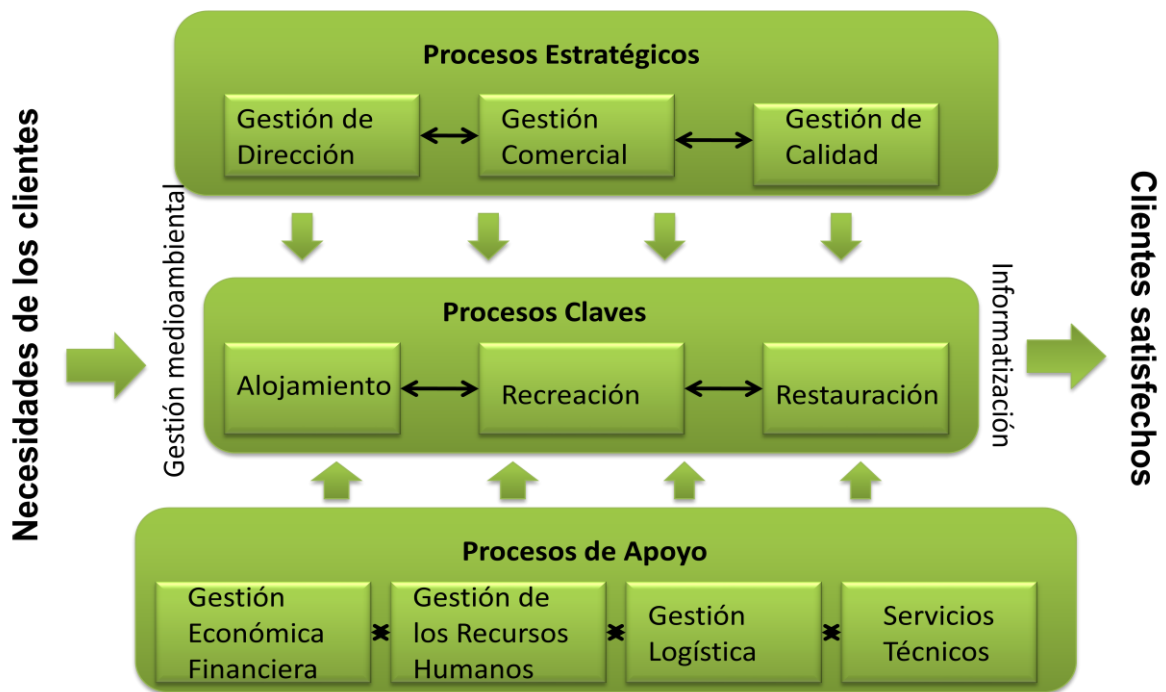 Procesos Estratégicos
Gestión de
Dirección
Gestión
Comercial
Gestión de
Calidad
Necesidades de los clientes
Gestión medioambiental
Procesos Claves
Alojamiento
Recreación
Restauración
Informatización
Clientes satisfechos
Procesos de Apoyo
Gestión
Económica
Financiera
Gestión de
los Recursos
Humanos
Gestión
Logística
Servicios
Técnicos